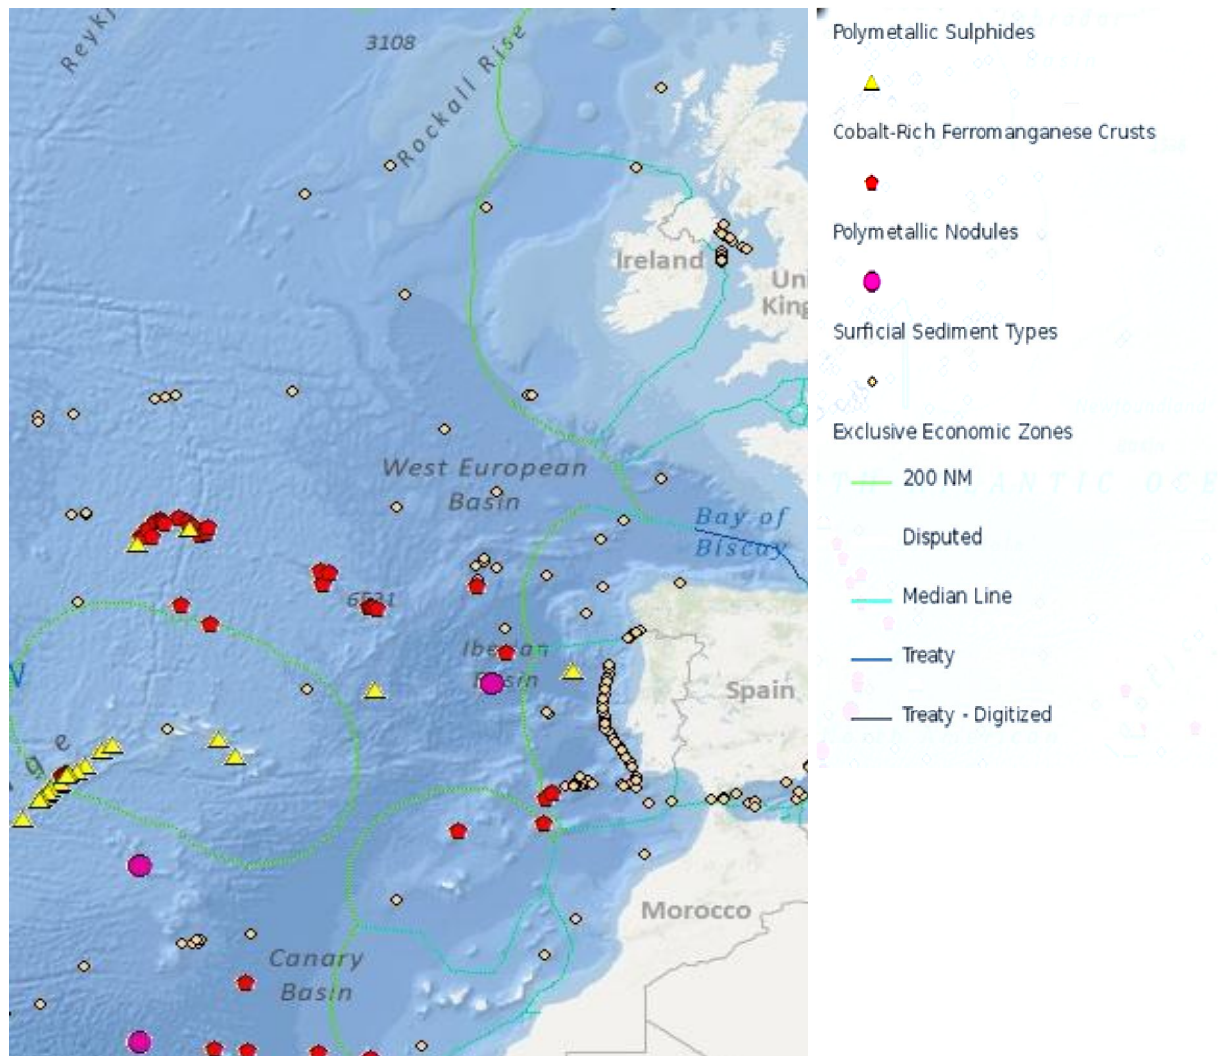 Reykj
3108
Rockall Rise
Ireland
Un
King
West European
Basin
Bay of
Biscay
6531
Iberian
Basin
Spain
g e
Morocco
Canary
Basin
Polymetallic Sulphides
Cobalt-Rich Ferromanganese Crusts
Polymetallic Nodules
Surficial Sediment Types
Exclusive Economic Zones
200 NM
Disputed
Median Line
Treaty
Treaty - Digitized